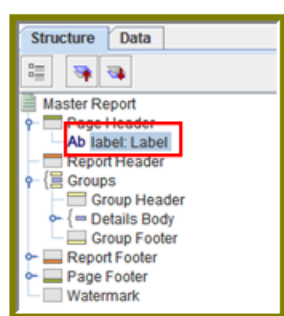 Structure Data
Master Report
Page Header
Ab label: Label
Report Header
Groups
Group Header
Details Body
Group Footer
Report Footer
Page Footer
Watermark